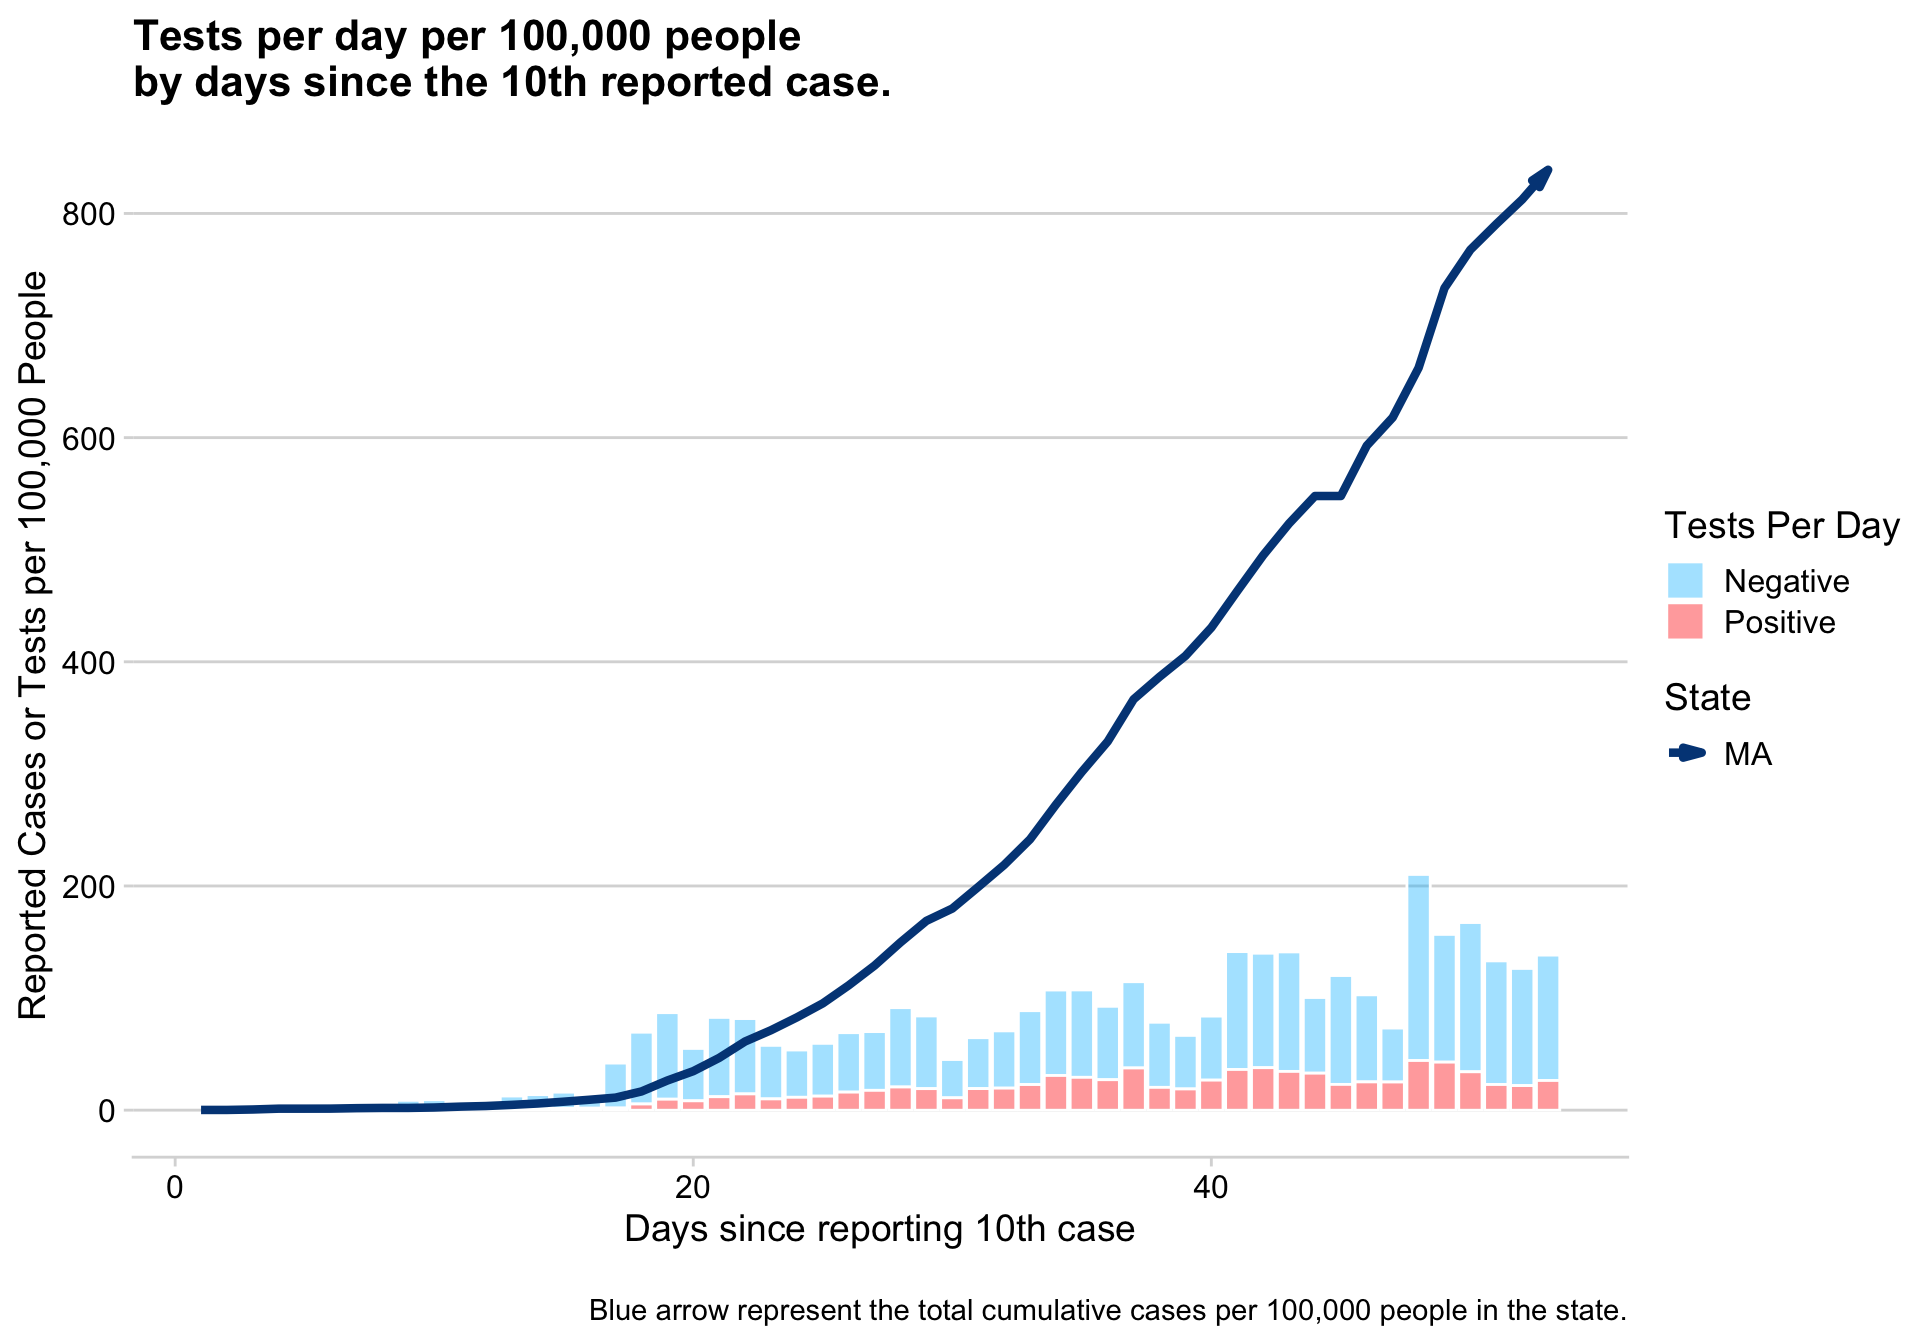 Tests per day per 100,000 people
by days since the 10th reported case.
Reported Cases or Tests per 100,000 People
800
600
400
200
0
0
20
40
Days since reporting 10th case
Tests Per Day
Negative
Positive
State
MA
Blue arrow represent the total cumulative cases per 100,000 people in the state.